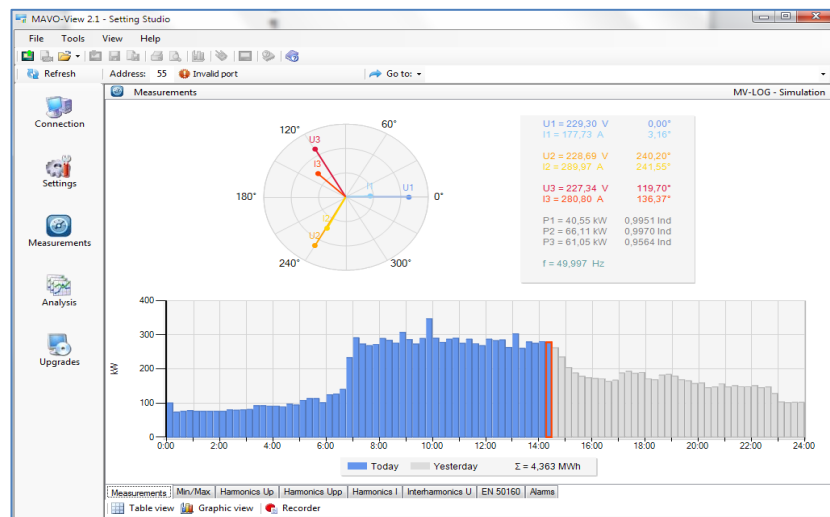 MAVO-View 2.1 - Setting Studio
File Tools View Help
Refresh Address: 55 Invalid port Go to:
Measurements MV-LOG - Simulation
Connection
Settings
Measurements
Analysis
Upgrades
120° 60°
U3
I3
180° I1 U1 0°
I2
U2
240° 300°
U1 = 229,30 V 0,00°
I1 = 177,73 A 3,16°
U2 = 228,69 V 240,20°
I2 = 289,97 A 241,55°
U3 = 227,34 V 119,70°
I3 = 280,80 A 136,37°
P1 = 40,55 kW 0,9951 Ind
P2 = 66,11 kW 0,9970 Ind
P3 = 61,05 kW 0,9564 Ind
f = 49,997 Hz
400
300
200
100
0
kW
0:00 2:00 4:00 6:00 8:00 10:00 12:00 14:00 16:00 18:00 20:00 22:00 24:00
Today Yesterday Σ = 4,363 MWh
Measurements Min/Max Harmonics Up Harmonics Upp Harmonics I Interharmonics U EN 50160 Alarms
Table view Graphic view Recorder